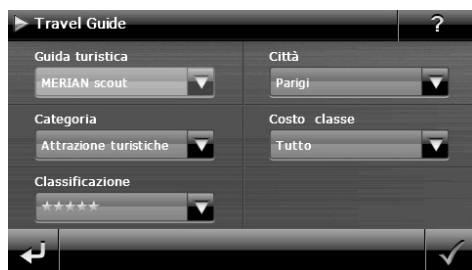 Travel Guide ?
Guida turistica
MERIAN scout
Città
Parigi
Categoria
Attrazione turistiche
Costo classe
Tutto
Classificazione
★★★★★